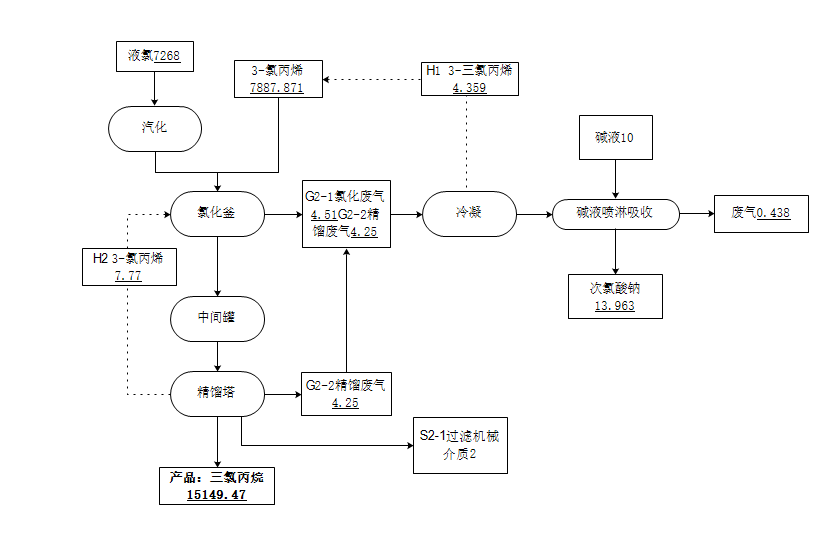 液氯7268
3-氯丙烯
7887.871
H1 3-三氯丙烯
4.359
汽化
碱液10
氯化釜
G2-1氯化废气
4.51G2-2精
馏废气4.25
冷凝
碱液喷淋吸收
废气0.438
H2 3-氯丙烯
7.77
次氯酸钠
13.963
中间罐
精馏塔
G2-2精馏废气
4.25
S2-1过滤机械
介质2
产品：三氯丙烷
15149.47